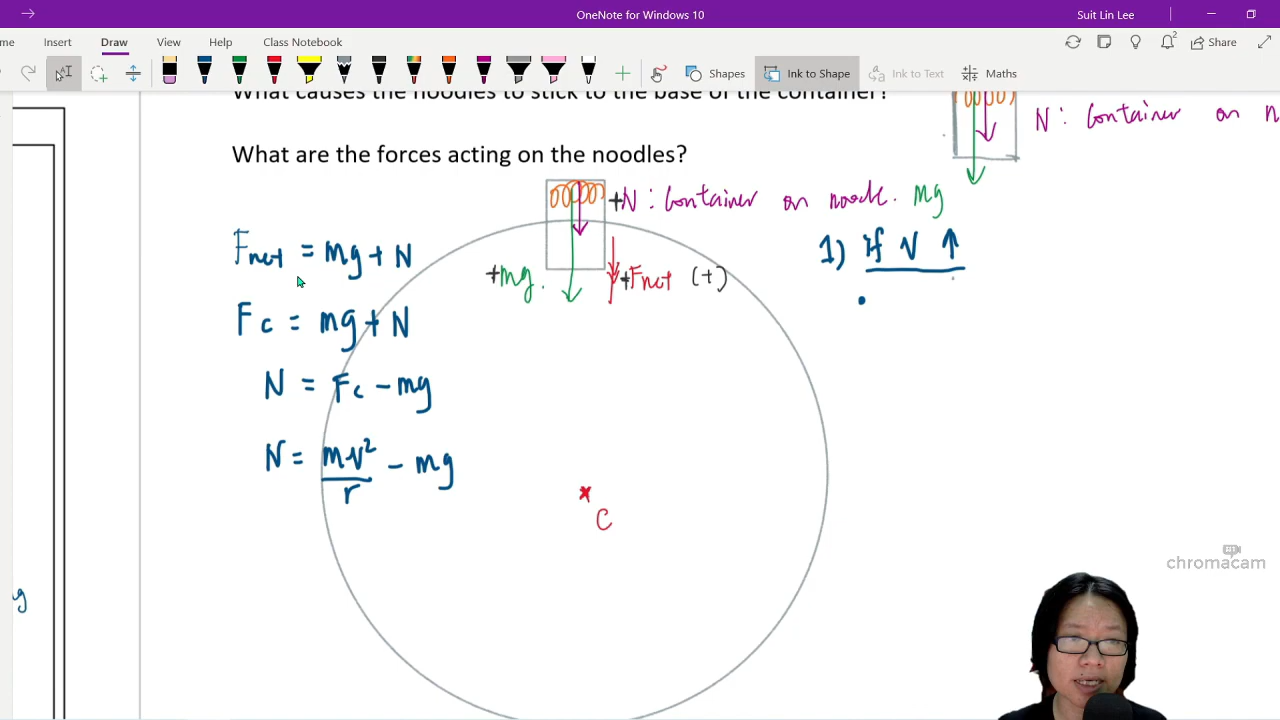 OneNote for Windows 10
Suit Lin Lee
me Insert Draw View Help Class Notebook
Share
Shapes
Ink to Shape
Ink to Text
Maths
What causes the noodles to stick to the base of the container?
N : Container on n
What are the forces acting on the noodles?
+N : Container on noodle. mg
Fnet = mg + N
+mg.
+Fnet (+)
1) If V ↑
•
Fc = mg + N
N = Fc - mg
N = mv²/r - mg
C
g
chromacam